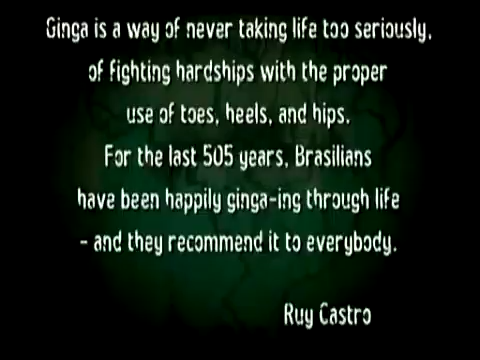 Ginga is a way of never taking life too seriously,
of fighting hardships with the proper
use of toes, heels, and hips.
For the last 505 years, Brasilians
have been happily ginga-ing through life
- and they recommend it to everybody.
Ruy Castro